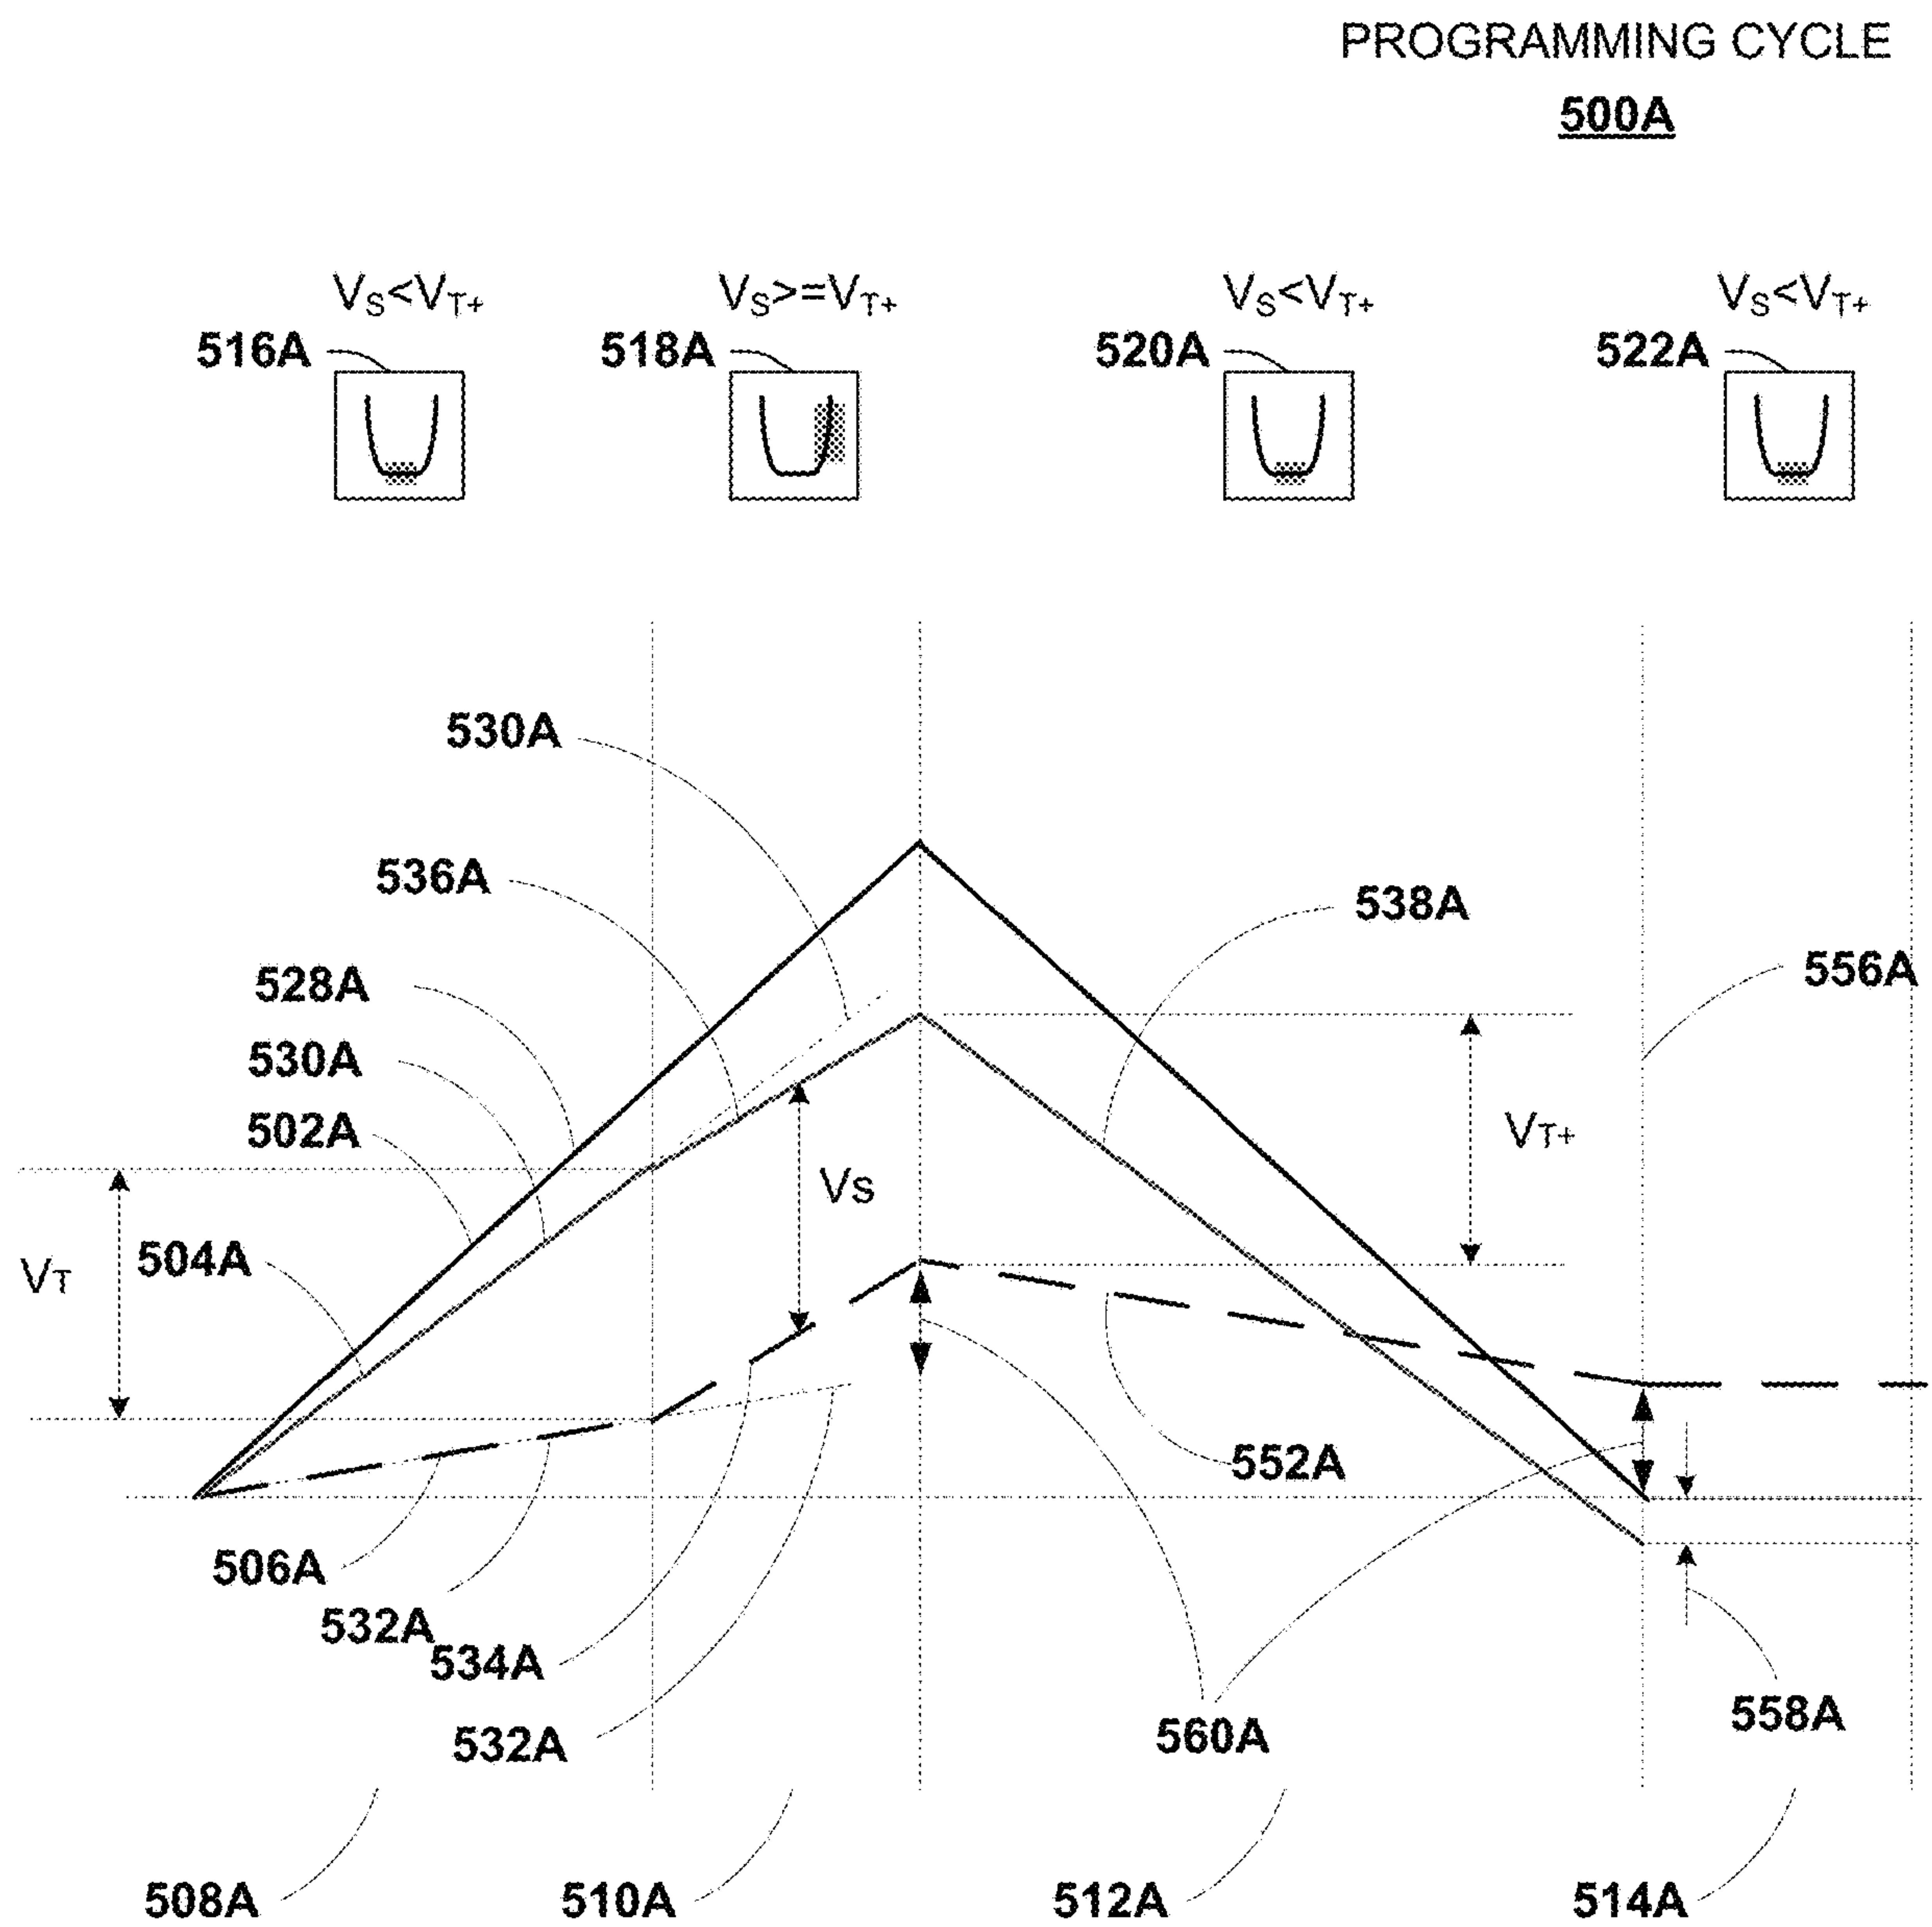 PROGRAMMING CYCLE
500A
VS<VT+
VS>=VT+
VS<VT+
VS<VT+
516A
518A
520A
522A
530A
536A
538A
528A
556A
530A
502A
VT+
VS
504A
VT
552A
506A
532A
534A
558A
532A
560A
508A
510A
512A
514A